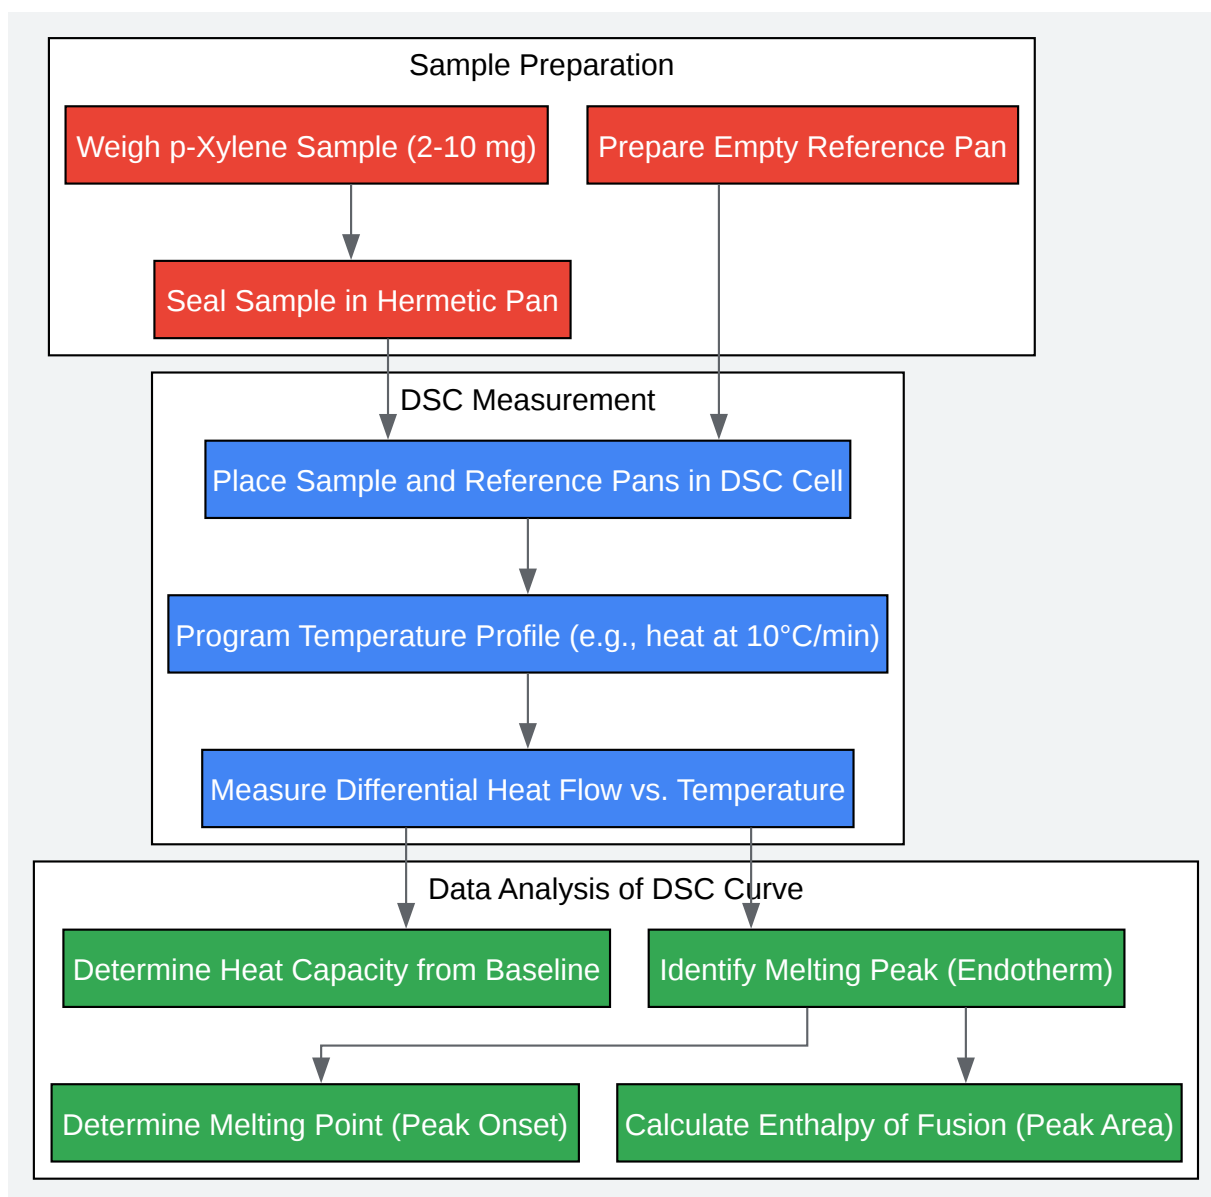 Sample Preparation
Weigh p-Xylene Sample (2-10 mg)
Prepare Empty Reference Pan
Seal Sample in Hermetic Pan
DSC Measurement
Place Sample and Reference Pans in DSC Cell
Program Temperature Profile (e.g., heat at 10°C/min)
Measure Differential Heat Flow vs. Temperature
Data Analysis of DSC Curve
Determine Heat Capacity from Baseline
Identify Melting Peak (Endotherm)
Determine Melting Point (Peak Onset)
Calculate Enthalpy of Fusion (Peak Area)